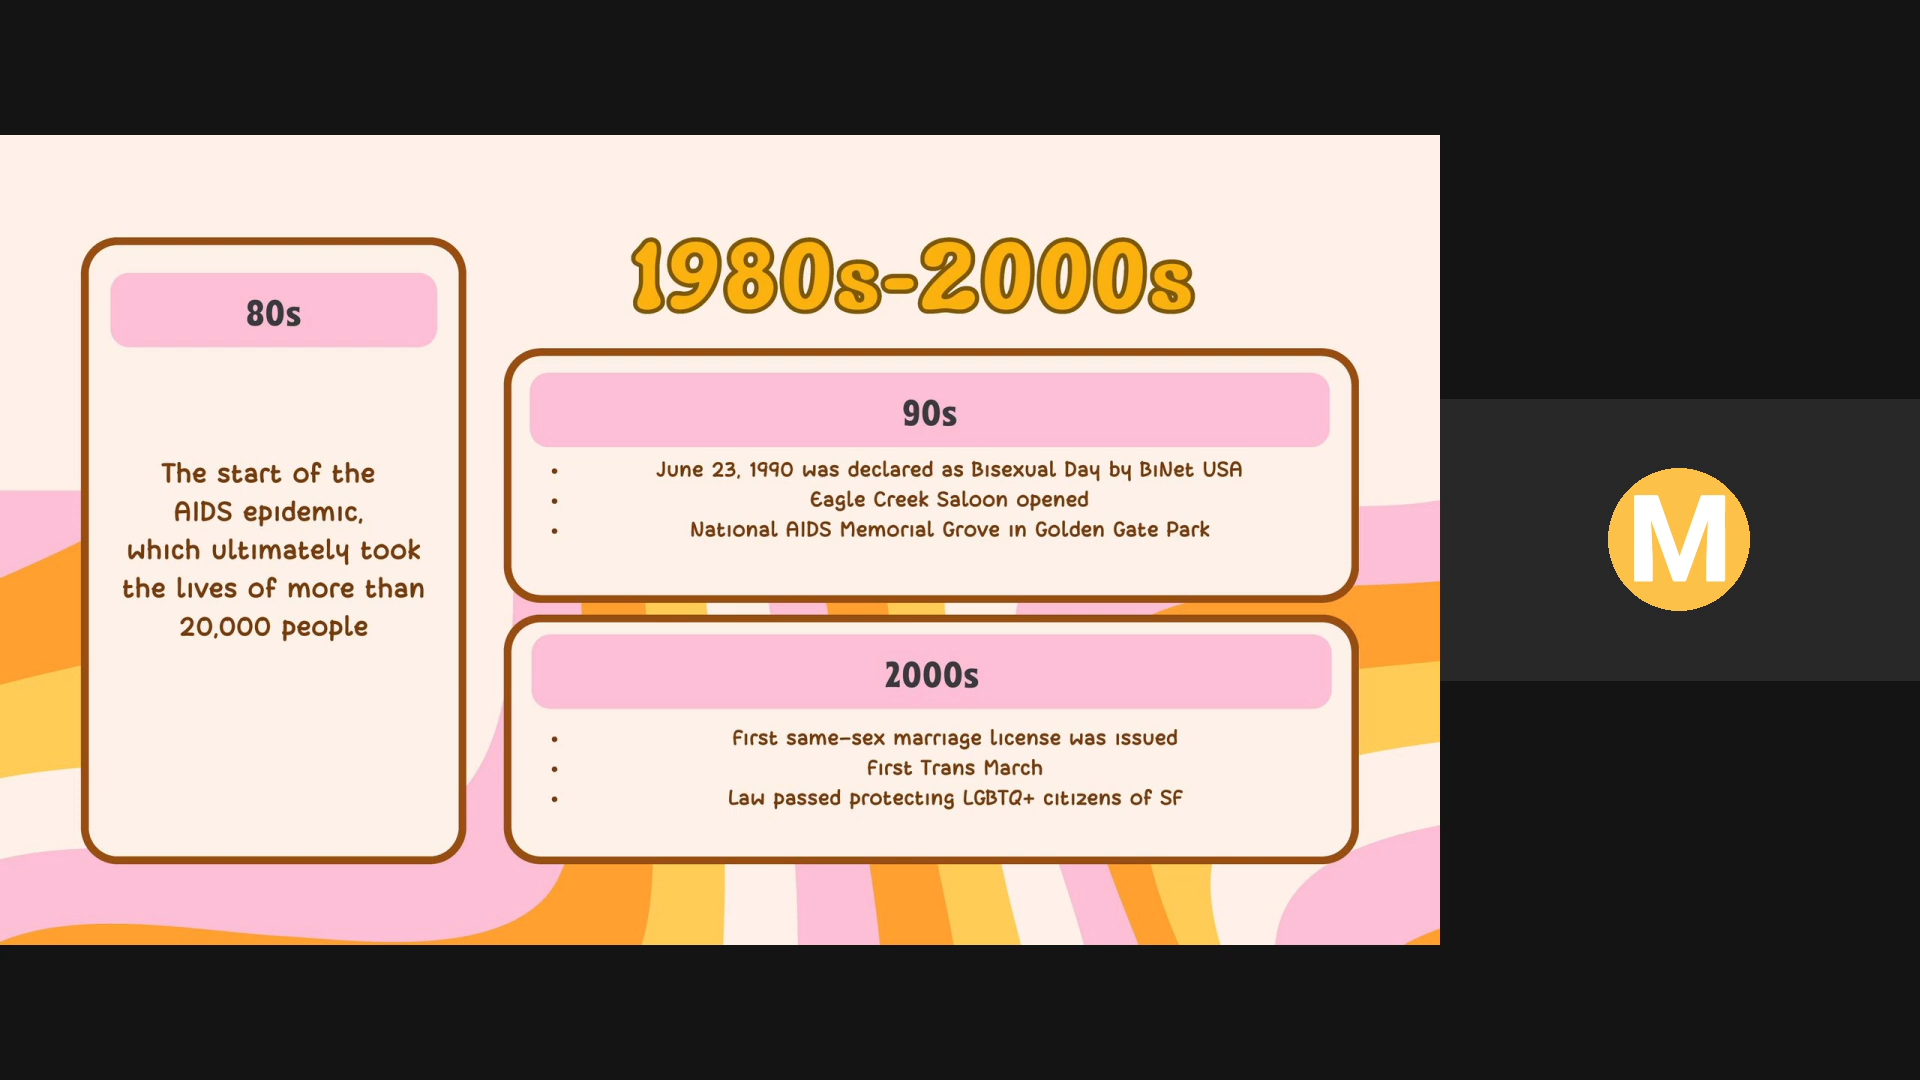 1980s-2000s
80s
The start of the
AIDS epidemic,
which ultimately took
the lives of more than
20,000 people
90s
• June 23, 1990 was declared as Bisexual Day by BiNet USA
• Eagle Creek Saloon opened
• National AIDS Memorial Grove in Golden Gate Park
2000s
• First same-sex marriage license was issued
• First Trans March
• Law passed protecting LGBTQ+ citizens of SF
M